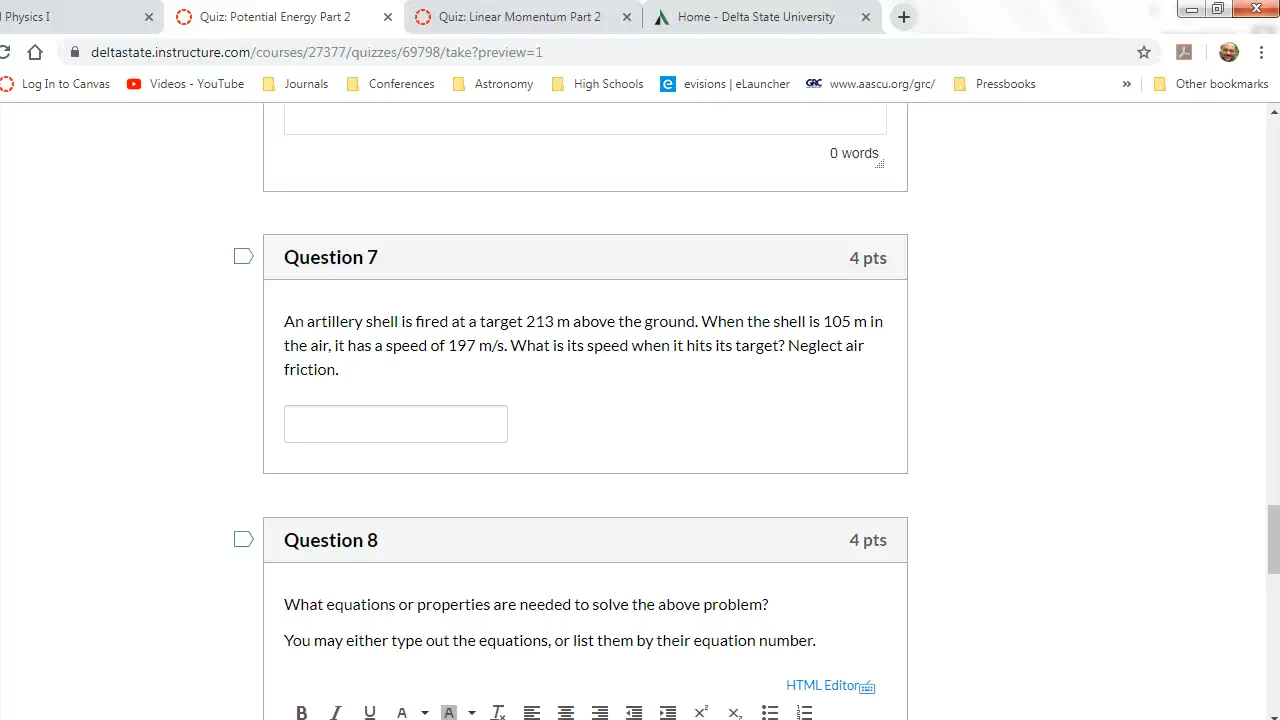 l Physics I
Quiz: Potential Energy Part 2
Quiz: Linear Momentum Part 2
Home - Delta State University
deltastate.instructure.com/courses/27377/quizzes/69798/take?preview=1
Log In to Canvas
Videos - YouTube
Journals
Conferences
Astronomy
High Schools
evisions | eLauncher
GRC www.aascu.org/grc/
Pressbooks
»
Other bookmarks
0 words
Question 7
4 pts
An artillery shell is fired at a target 213 m above the ground. When the shell is 105 m in
the air, it has a speed of 197 m/s. What is its speed when it hits its target? Neglect air
friction.
Question 8
4 pts
What equations or properties are needed to solve the above problem?
You may either type out the equations, or list them by their equation number.
HTML Editor
B I U A A Tx x² x₂